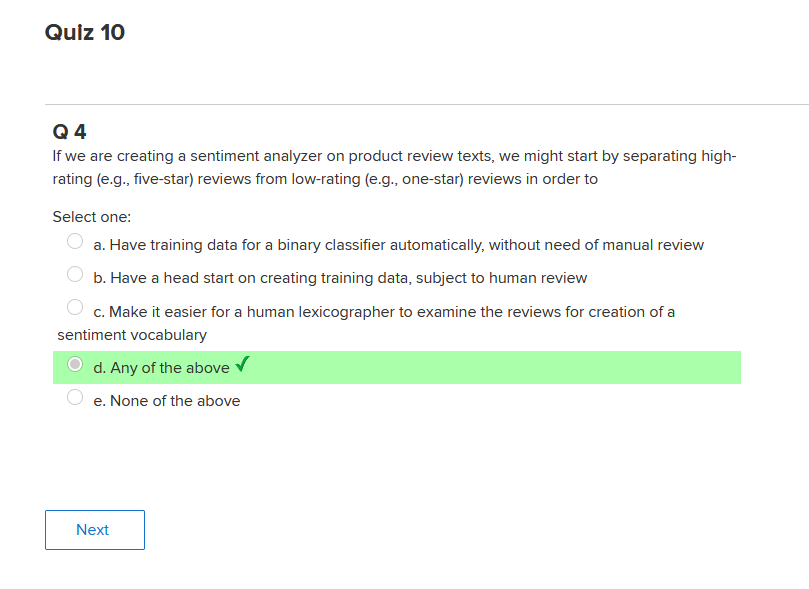 Quiz 10
Q 4
If we are creating a sentiment analyzer on product review texts, we might start by separating high-
rating (e.g., five-star) reviews from low-rating (e.g., one-star) reviews in order to
Select one:
a. Have training data for a binary classifier automatically, without need of manual review
b. Have a head start on creating training data, subject to human review
c. Make it easier for a human lexicographer to examine the reviews for creation of a
sentiment vocabulary
d. Any of the above ✓
e. None of the above
Next